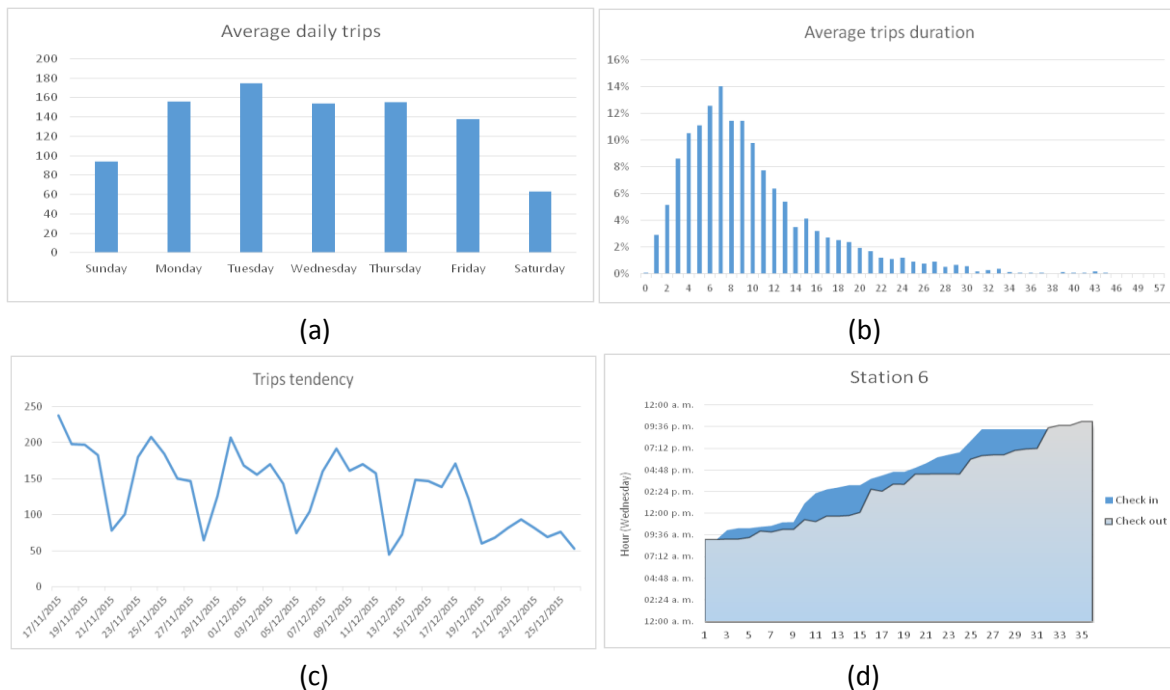 Average daily trips
200
180
160
140
120
100
80
60
40
20
0
Sunday Monday Tuesday Wednesday Thursday Friday Saturday
(a)
Average trips duration
16%
14%
12%
10%
8%
6%
4%
2%
0%
0 2 4 6 8 10 12 14 16 18 20 22 24 26 28 30 32 34 36 38 40 43 46 49 57
(b)
Trips tendency
250
200
150
100
50
0
17/11/2015 19/11/2015 21/11/2015 23/11/2015 25/11/2015 27/11/2015 29/11/2015 01/12/2015 03/12/2015 05/12/2015 07/12/2015 09/12/2015 11/12/2015 13/12/2015 15/12/2015 17/12/2015 19/12/2015 21/12/2015 23/12/2015 25/12/2015
(c)
Station 6
Hour (Wednesday)
12:00 a. m.
09:36 p. m.
07:12 p. m.
04:48 p. m.
02:24 p. m.
12:00 p. m.
09:36 a. m.
07:12 a. m.
04:48 a. m.
02:24 a. m.
12:00 a. m.
1 3 5 7 9 11 13 15 17 19 21 23 25 27 29 31 33 35
Check in
Check out
(d)